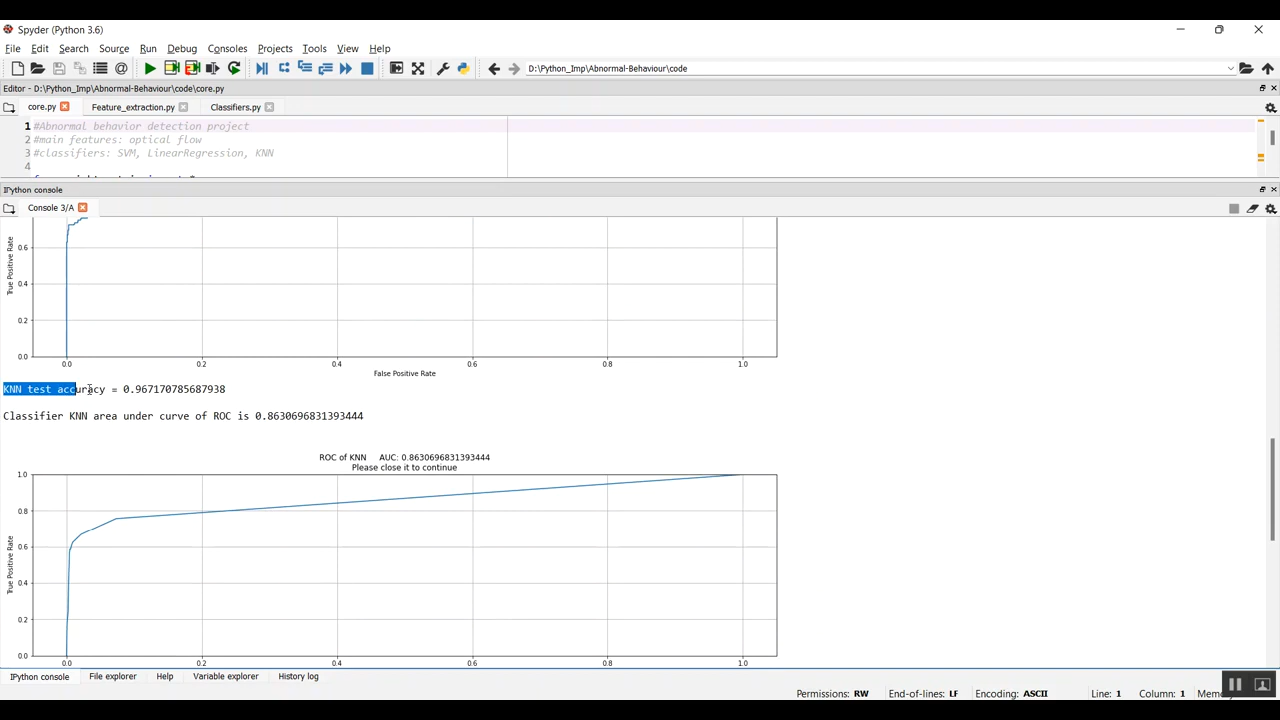 Spyder (Python 3.6)
File Edit Search Source Run Debug Consoles Projects Tools View Help
D:\Python_Imp\Abnormal-Behaviour\code
Editor - D:\Python_Imp\Abnormal-Behaviour\code\core.py
core.py Feature_extraction.py Classifiers.py
1 #Abnormal behavior detection project
2 #main features: optical flow
3 #classifiers: SVM, LinearRegression, KNN
4
IPython console
Console 3/A
True Positive Rate
0.6
0.4
0.2
0.0
0.0 0.2 0.4 0.6 0.8 1.0
False Positive Rate
KNN test accuracy = 0.967170785687938
Classifier KNN area under curve of ROC is 0.8630696831393444
ROC of KNN AUC: 0.8630696831393444
Please close it to continue
True Positive Rate
1.0
0.8
0.6
0.4
0.2
0.0
0.0 0.2 0.4 0.6 0.8 1.0
IPython console File explorer Help Variable explorer History log
Permissions: RW End-of-lines: LF Encoding: ASCII Line: 1 Column: 1